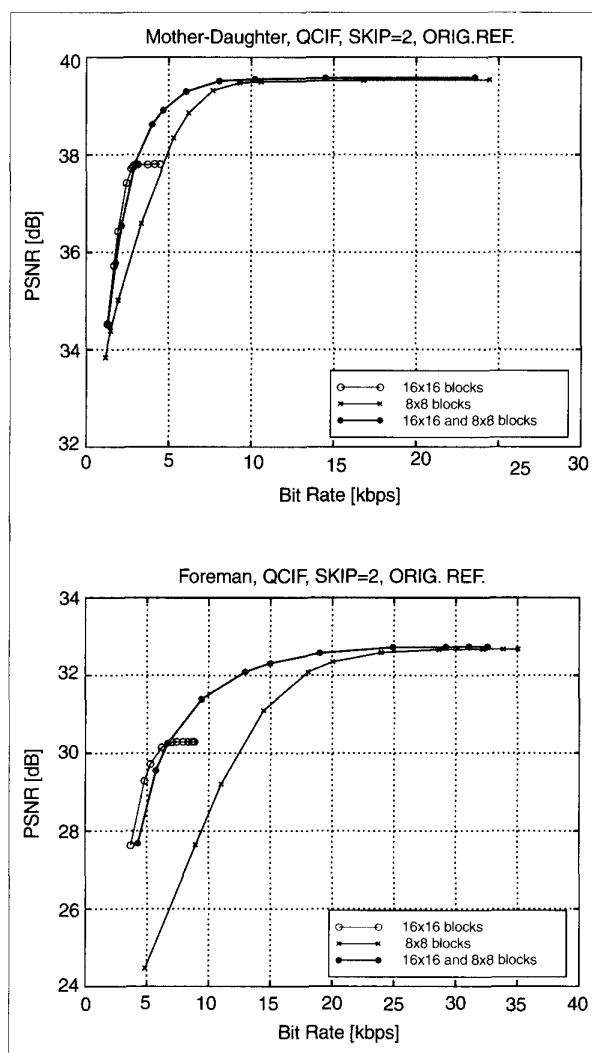 Mother-Daughter, QCIF, SKIP=2, ORIG.REF.
40
38
36
34
32
PSNR [dB]
16x16 blocks
8x8 blocks
16x16 and 8x8 blocks
0 5 10 15 20 25 30
Bit Rate [kbps]
Foreman, QCIF, SKIP=2, ORIG. REF.
34
32
30
28
26
24
PSNR [dB]
16x16 blocks
8x8 blocks
16x16 and 8x8 blocks
0 5 10 15 20 25 30 35 40
Bit Rate [kbps]